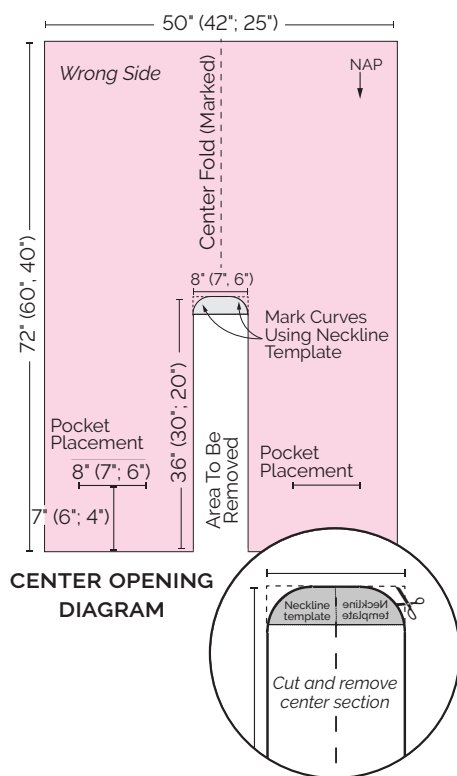 50" (42"; 25")
Wrong Side
NAP
Center Fold (Marked)
72" (60", 40")
8" (7", 6")
Mark Curves
Using Neckline
Template
36" (30"; 20")
Area To Be
Removed
Pocket
Placement
8" (7"; 6")
7" (6"; 4")
Pocket
Placement
CENTER OPENING
DIAGRAM
Neckline
template
Neckline
template
Cut and remove
center section